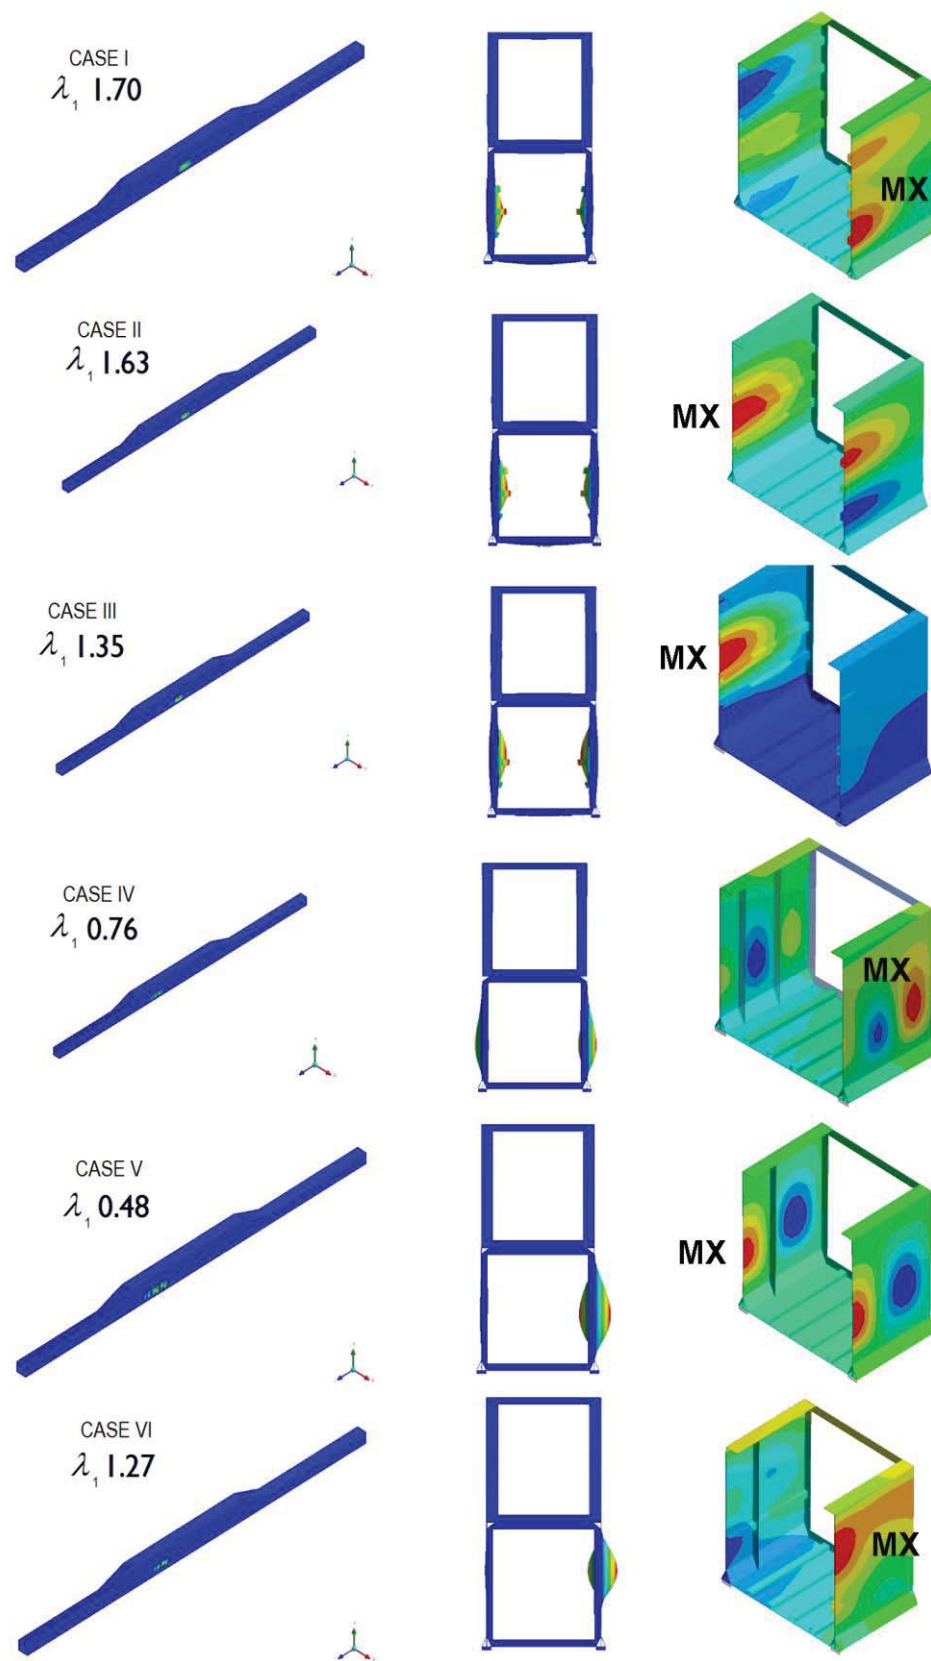 CASE I
λ₁ 1.70
MX
CASE II
λ₁ 1.63
MX
CASE III
λ₁ 1.35
MX
CASE IV
λ₁ 0.76
MX
CASE V
λ₁ 0.48
MX
CASE VI
λ₁ 1.27
MX